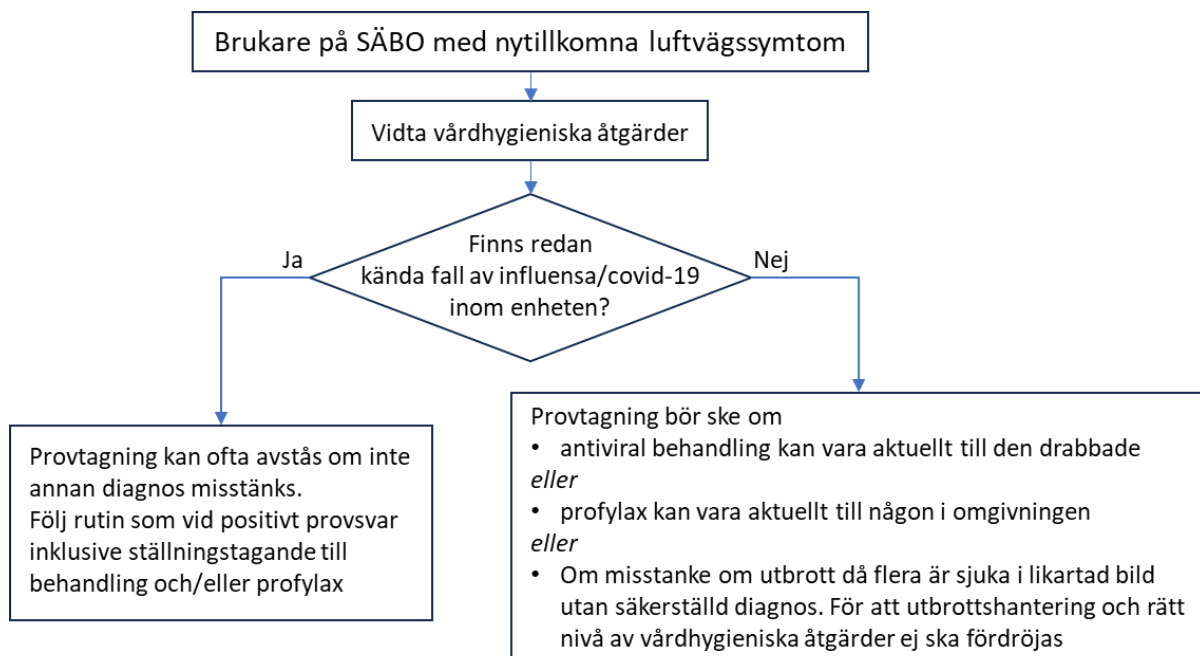 Brukare på SÄBO med nytillkomna luftvägssymtom
Vidta vårdhygieniska åtgärder
Finns redan
kända fall av influensa/covid-19
inom enheten?
Ja
Nej
Provtagning kan ofta avstås om inte
annan diagnos misstänks.
Följ rutin som vid positivt provsvar
inklusive ställningstagande till
behandling och/eller profylax
Provtagning bör ske om
• antiviral behandling kan vara aktuellt till den drabbade
eller
• profylax kan vara aktuellt till någon i omgivningen
eller
• Om misstanke om utbrott då flera är sjuka i likartad bild
utan säkerställd diagnos. För att utbrottshantering och rätt
nivå av vårdhygieniska åtgärder ej ska fördröjas